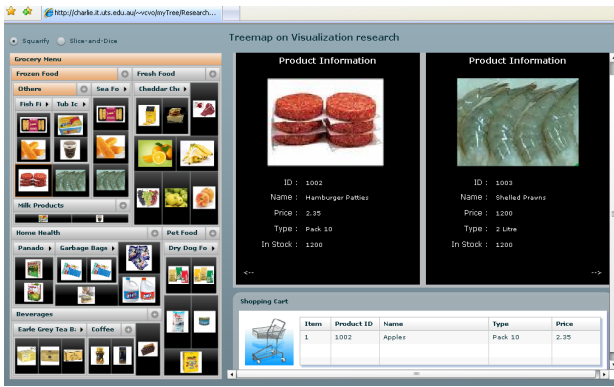 http://charlie.it.uts.edu.au/~vcvo/myTree/Research...
Squarify Slice-and-Dice
Treemap on Visualization research
Grocery Menu
Frozen Food
Fresh Food
Others
Sea Fo
Cheddar Che
Fish Fi
Tub Ic
Milk Products
Home Health
Pet Food
Panado
Garbage Bags
Dry Dog Fo
Beverages
Earle Grey Tea B
Coffee
Product Information
ID : 1002
Name : Hamburger Patties
Price : 2.35
Type : Pack 10
In Stock : 1200
<--
Product Information
ID : 1003
Name : Shelled Prawns
Price : 1200
Type : 2 Litre
In Stock : 1200
-->
Shopping Cart
Item Product ID Name Type Price
1 1002 Apples Pack 10 2.35